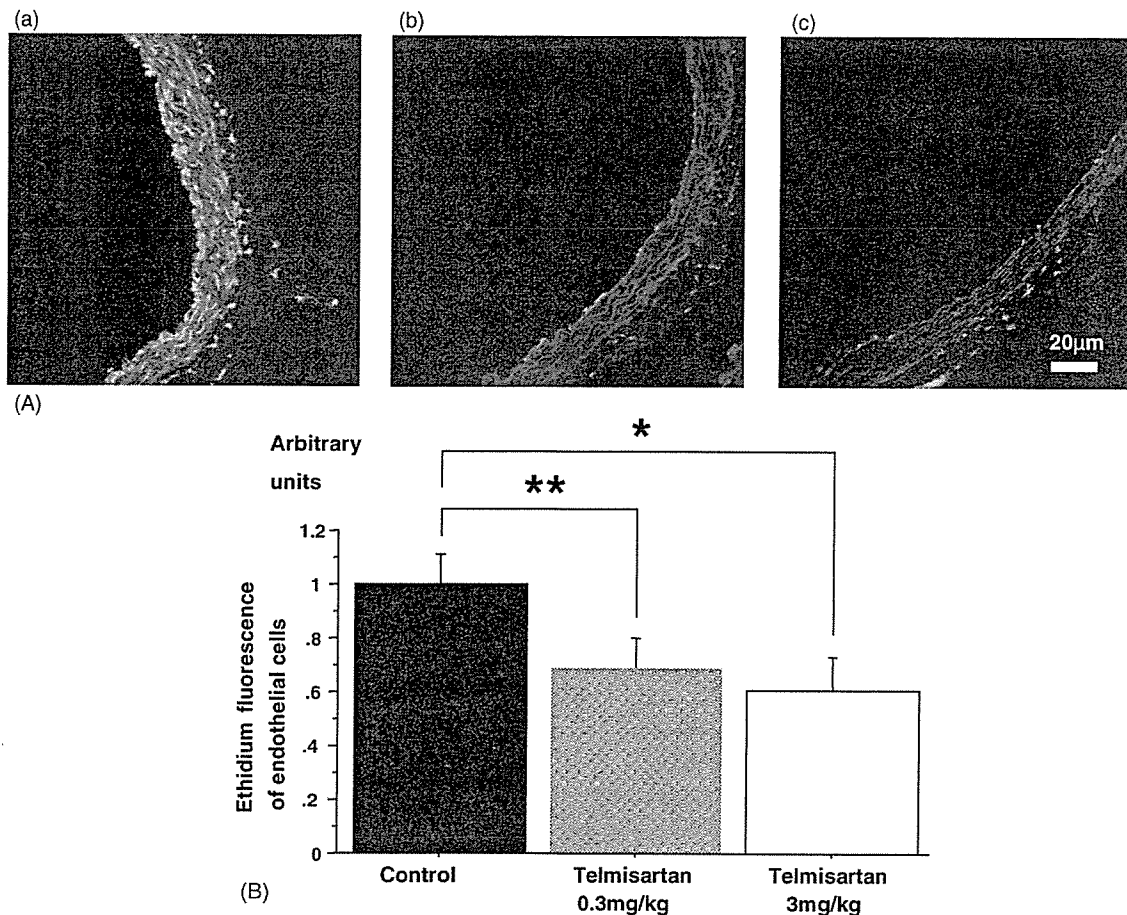 (a)
(b)
(c)
20μm
(A)
Arbitrary
units
*
**
1.2
1
.8
.6
.4
.2
0
Ethidium fluorescence
of endothelial cells
Control
Telmisartan
0.3mg/kg
Telmisartan
3mg/kg
(B)